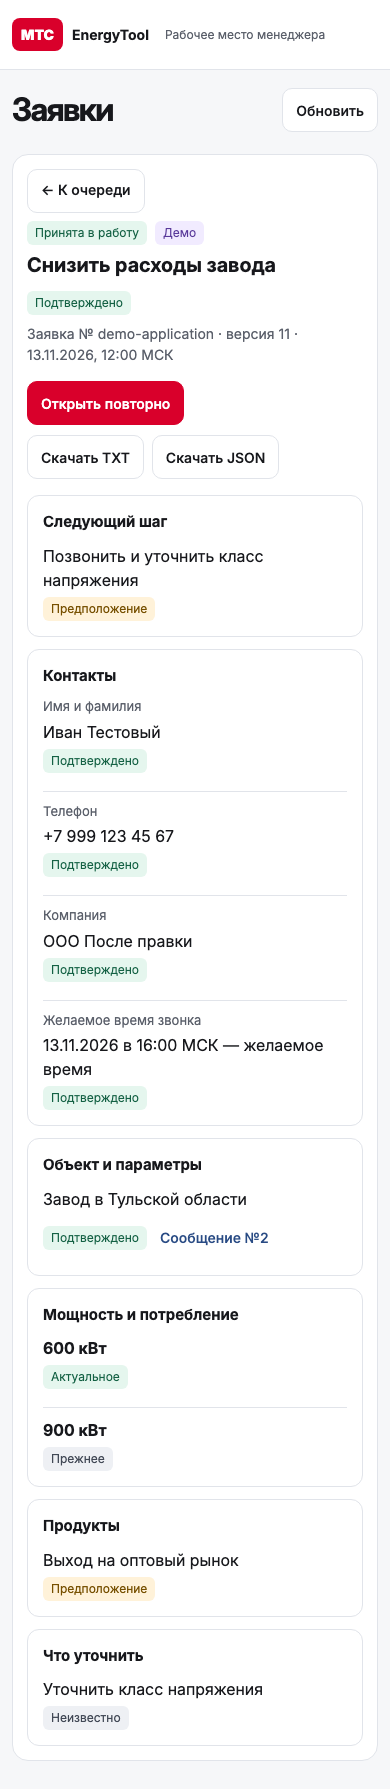 МТС EnergyTool Рабочее место менеджера
Заявки
Обновить
← К очереди
Принята в работу Демо
Снизить расходы завода
Подтверждено
Заявка № demo-application · версия 11 ·
13.11.2026, 12:00 МСК
Открыть повторно
Скачать TXT Скачать JSON
Следующий шаг
Позвонить и уточнить класс
напряжения
Предположение
Контакты
Имя и фамилия
Иван Тестовый
Подтверждено
Телефон
+7 999 123 45 67
Подтверждено
Компания
ООО После правки
Подтверждено
Желаемое время звонка
13.11.2026 в 16:00 МСК — желаемое
время
Подтверждено
Объект и параметры
Завод в Тульской области
Подтверждено Сообщение №2
Мощность и потребление
600 кВт
Актуальное
900 кВт
Прежнее
Продукты
Выход на оптовый рынок
Предположение
Что уточнить
Уточнить класс напряжения
Неизвестно